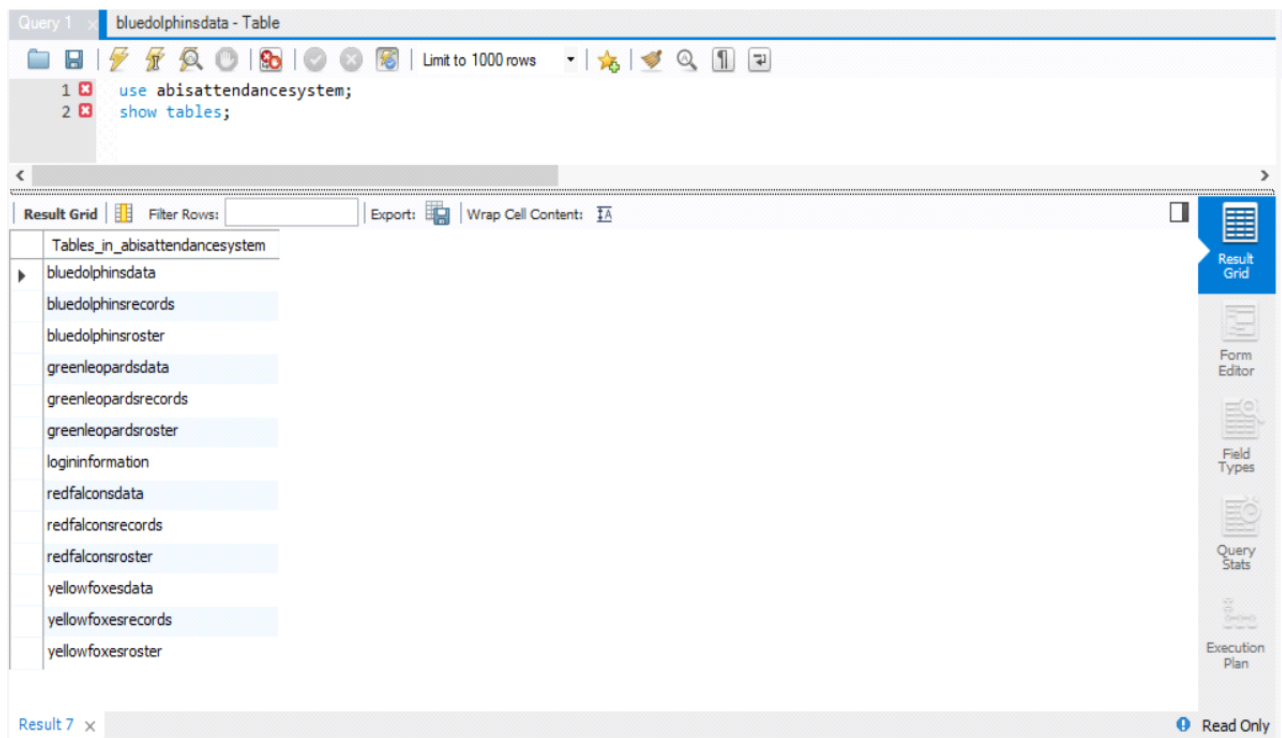 Query 1 bluedolphinsdata - Table
Limit to 1000 rows
1 use abisattendancesystem;
2 show tables;
Result Grid Filter Rows: Export: Wrap Cell Content:
Tables_in_abisattendancesystem
bluedolphinsdata
bluedolphinsrecords
bluedolphinsroster
greenleopardsdata
greenleopardsrecords
greenleopardsroster
logininformation
redfalconsdata
redfalconsrecords
redfalconsroster
yellowfoxesdata
yellowfoxesrecords
yellowfoxesroster
Result
Grid
Form
Editor
Field
Types
Query
Stats
Execution
Plan
Result 7 Read Only